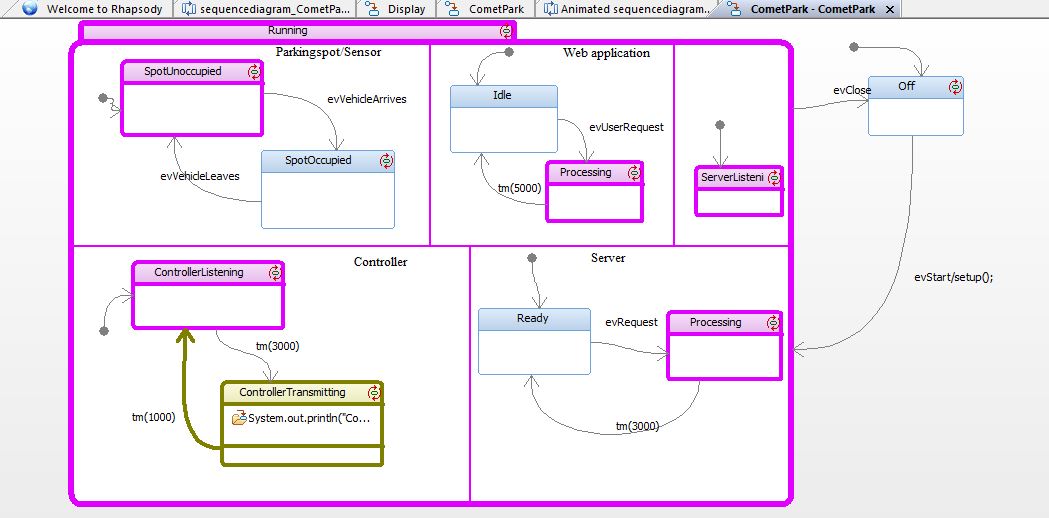 Welcome to Rhapsody
sequencediagram_CometPa...
Display
CometPark
Animated sequencediagram...
CometPark - CometPark
Running
Parkingspot/Sensor
SpotUnoccupied
evVehicleArrives
SpotOccupied
evVehicleLeaves
Web application
Idle
evUserRequest
Processing
tm(5000)
ServerListeni
evClose
Off
evStart/setup();
Controller
ControllerListening
tm(3000)
ControllerTransmitting
System.out.println("Co...
tm(1000)
Server
Ready
evRequest
Processing
tm(3000)